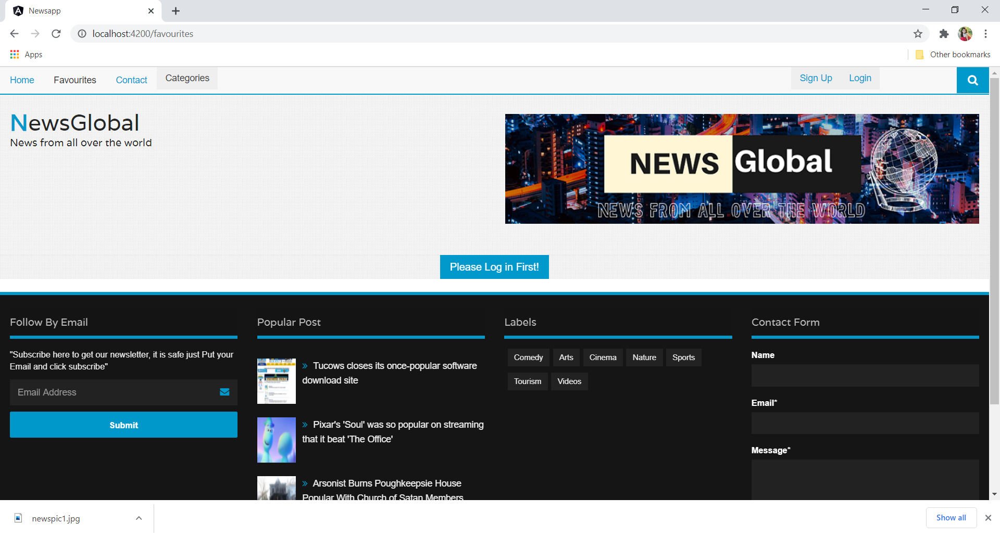 Newsapp
localhost:4200/favourites
Apps
Other bookmarks
Home Favourites Contact Categories Sign Up Login
NewsGlobal
News from all over the world
NEWS Global
NEWS FROM ALL OVER THE WORLD
Please Log in First!
Follow By Email
"Subscribe here to get our newsletter, it is safe just Put your
Email and click subscribe"
Email Address
Submit
Popular Post
» Tucows closes its once-popular software
download site
» Pixar's 'Soul' was so popular on streaming
that it beat 'The Office'
» Arsonist Burns Poughkeepsie House
Popular With Church of Satan Members
Labels
Comedy Arts Cinema Nature Sports
Tourism Videos
Contact Form
Name
Email*
Message*
newspic1.jpg
Show all